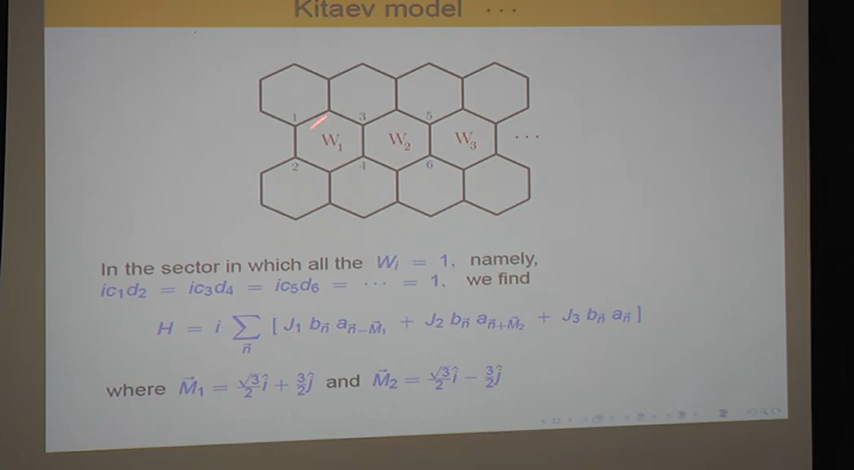 Kitaev model ...
1 3 5
W₁ W₂ W₃ ...
2 4 6
In the sector in which all the Wᵢ = 1, namely,
ic₁d₂ = ic₃d₄ = ic₅d₆ = ··· = 1, we find
H = i ∑ₙ⃗ [ J₁ bₙ⃗ aₙ⃗₋M⃗₁ + J₂ bₙ⃗ aₙ⃗₊M⃗₂ + J₃ bₙ⃗ aₙ⃗ ]
where M⃗₁ = √3/2 î + 3/2 ĵ and M⃗₂ = √3/2 î − 3/2 ĵ